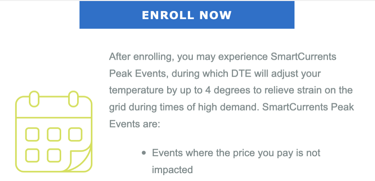 ENROLL NOW
After enrolling, you may experience SmartCurrents
Peak Events, during which DTE will adjust your
temperature by up to 4 degrees to relieve strain on the
grid during times of high demand. SmartCurrents Peak
Events are:
• Events where the price you pay is not
impacted